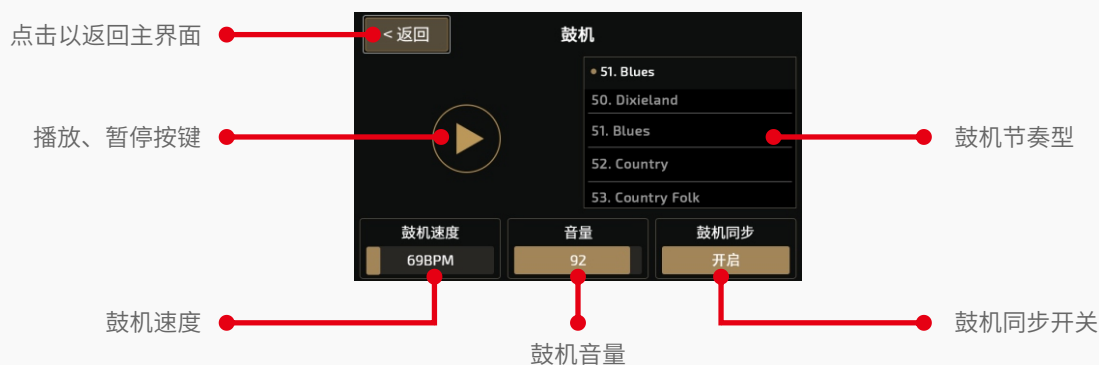 点击以返回主界面
< 返回
鼓机
51. Blues
50. Dixieland
51. Blues
52. Country
53. Country Folk
播放、暂停按键
鼓机节奏型
鼓机速度
音量
鼓机同步
69BPM
92
开启
鼓机速度
鼓机音量
鼓机同步开关